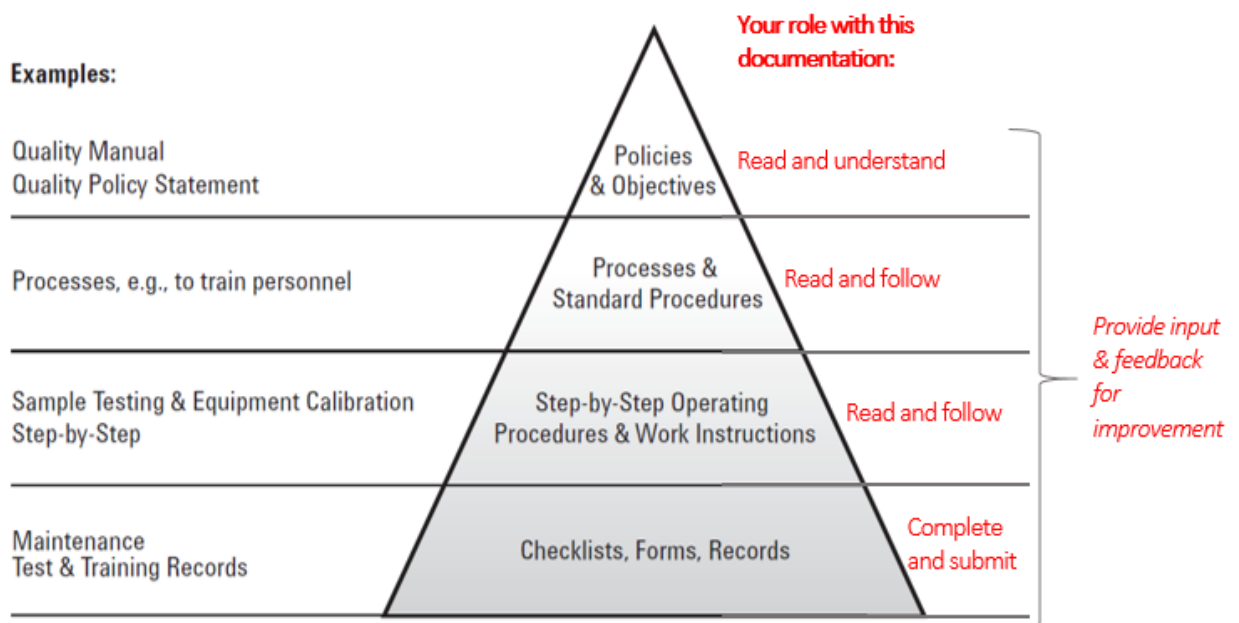 Your role with this
documentation:
Examples:
Quality Manual
Quality Policy Statement
Policies
& Objectives
Read and understand
Processes, e.g., to train personnel
Processes &
Standard Procedures
Read and follow
Sample Testing & Equipment Calibration
Step-by-Step
Step-by-Step Operating
Procedures & Work Instructions
Read and follow
Maintenance
Test & Training Records
Checklists, Forms, Records
Complete
and submit
Provide input
& feedback
for
improvement